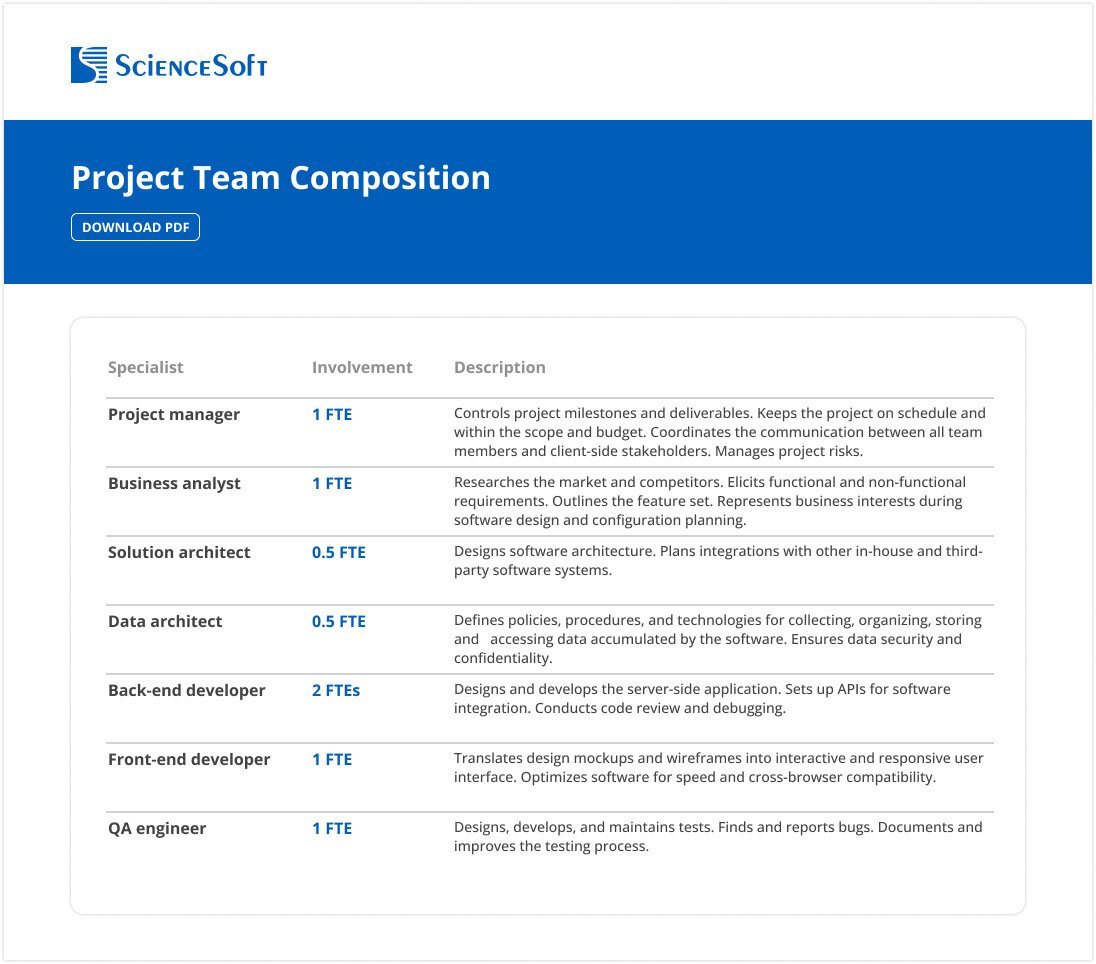 ScienceSoft
Project Team Composition
DOWNLOAD PDF
Specialist Involvement Description
Project manager 1 FTE Controls project milestones and deliverables. Keeps the project on schedule and
within the scope and budget. Coordinates the communication between all team
members and client-side stakeholders. Manages project risks.
Business analyst 1 FTE Researches the market and competitors. Elicits functional and non-functional
requirements. Outlines the feature set. Represents business interests during
software design and configuration planning.
Solution architect 0.5 FTE Designs software architecture. Plans integrations with other in-house and third-
party software systems.
Data architect 0.5 FTE Defines policies, procedures, and technologies for collecting, organizing, storing
and accessing data accumulated by the software. Ensures data security and
confidentiality.
Back-end developer 2 FTEs Designs and develops the server-side application. Sets up APIs for software
integration. Conducts code review and debugging.
Front-end developer 1 FTE Translates design mockups and wireframes into interactive and responsive user
interface. Optimizes software for speed and cross-browser compatibility.
QA engineer 1 FTE Designs, develops, and maintains tests. Finds and reports bugs. Documents and
improves the testing process.